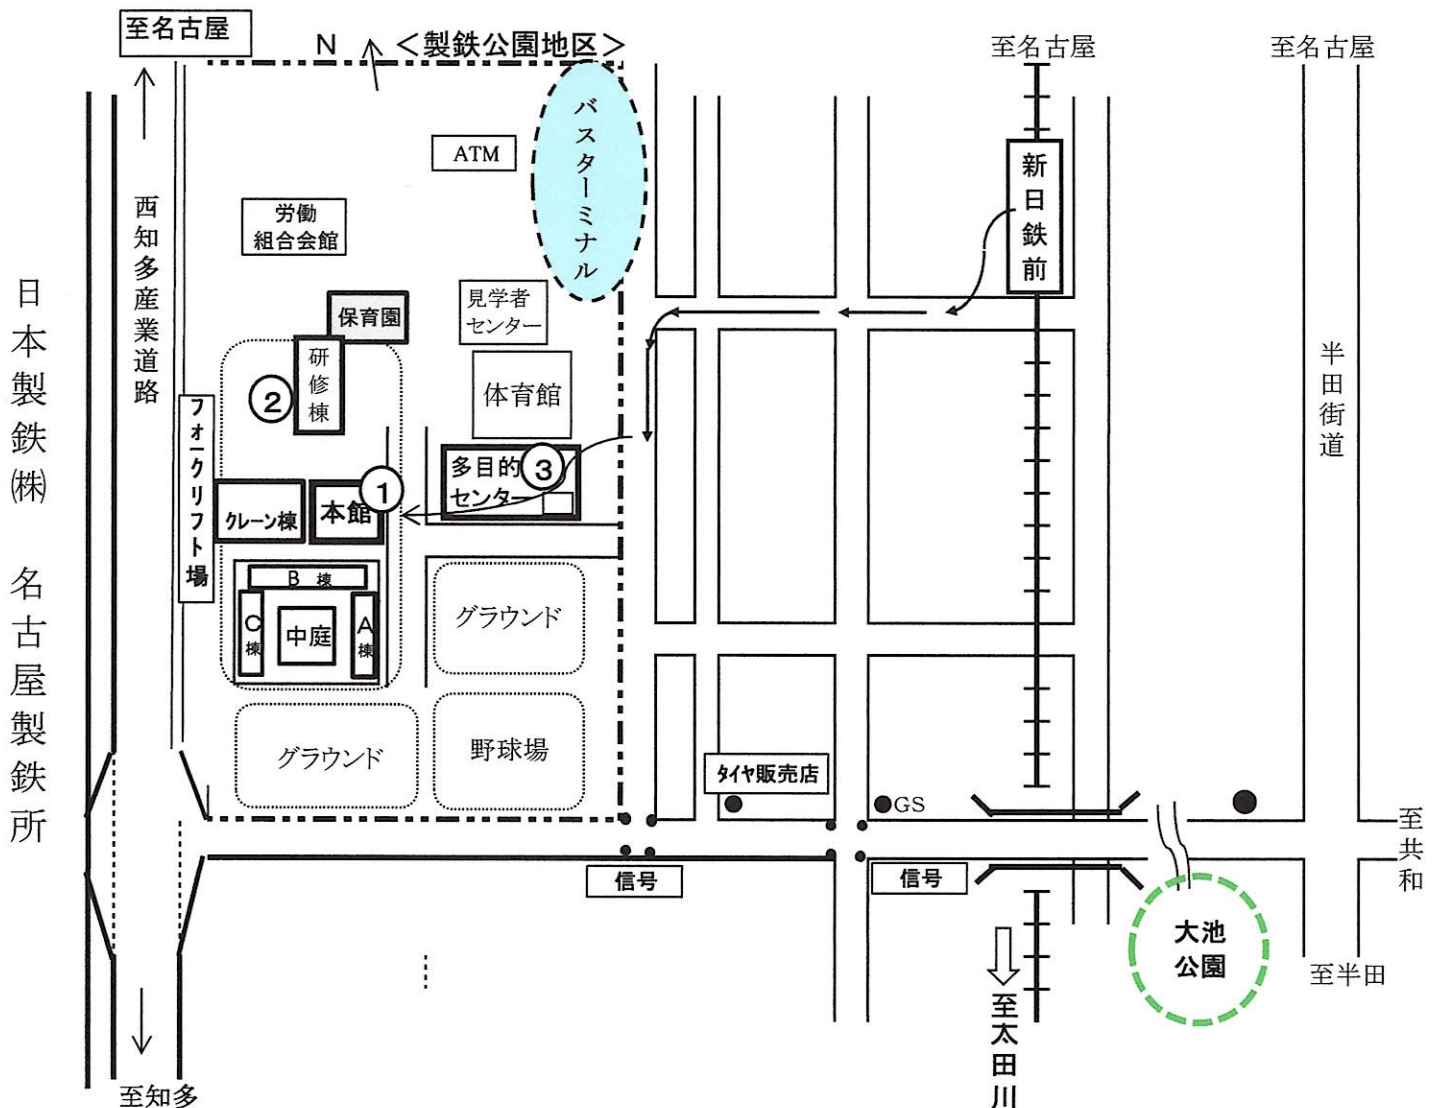 至名古屋
N
＜製鉄公園地区＞
至名古屋
至名古屋
バスターミナル
ATM
新日鉄前
西知多産業道路
労働
組合会館
日本製鉄㈱ 名古屋製鉄所
見学者
センター
保育園
研修棟
②
体育館
半田街道
フォークリフト場
多目的
センター
③
①
クレーン棟
本館
B 棟
C棟
中庭
A棟
グラウンド
グラウンド
野球場
タイヤ販売店
GS
至共和
信号
信号
大池
公園
至半田
至太田川
至知多